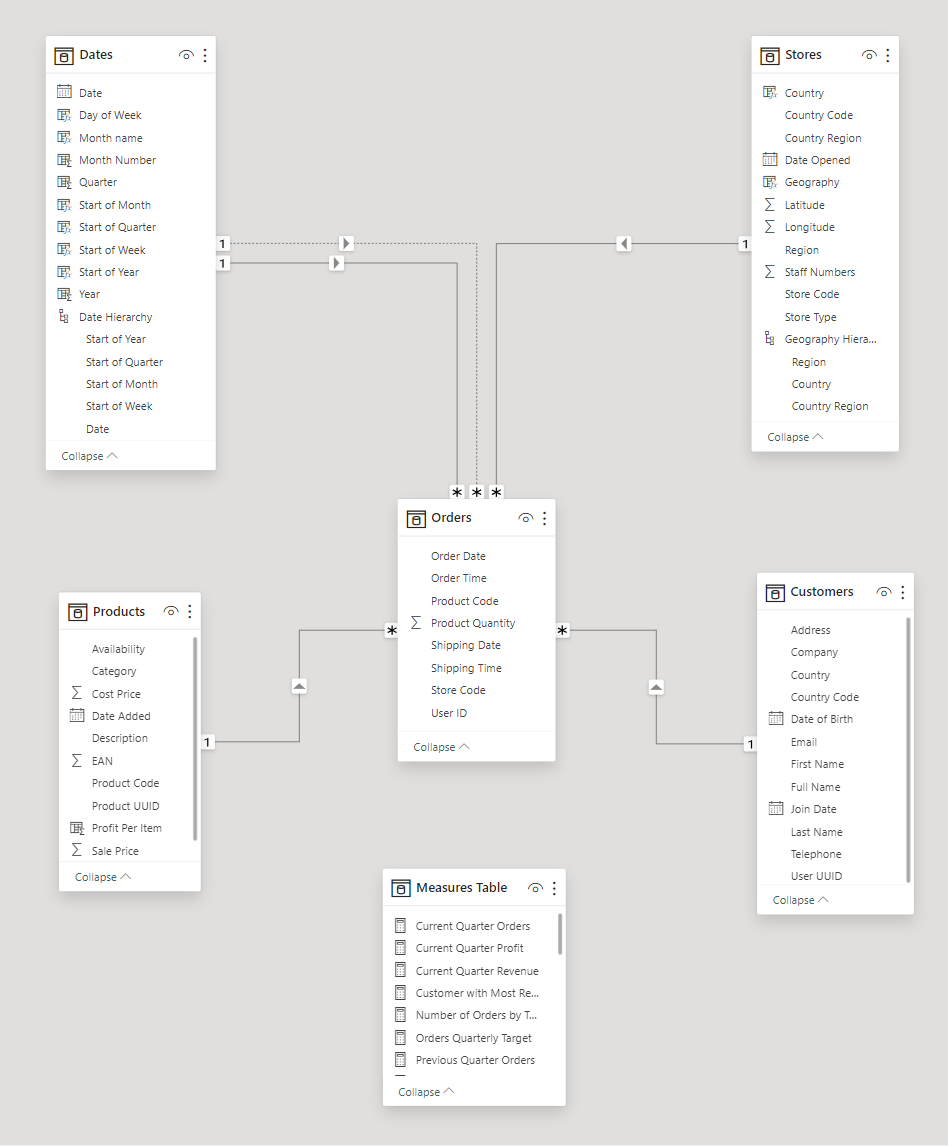 Dates
Date
Day of Week
Month name
Month Number
Quarter
Start of Month
Start of Quarter
Start of Week
Start of Year
Year
Date Hierarchy
Start of Year
Start of Quarter
Start of Month
Start of Week
Date
Collapse
Stores
Country
Country Code
Country Region
Date Opened
Geography
Latitude
Longitude
Region
Staff Numbers
Store Code
Store Type
Geography Hiera...
Region
Country
Country Region
Collapse
1
1
1
* * *
Orders
Order Date
Order Time
Product Code
Product Quantity
Shipping Date
Shipping Time
Store Code
User ID
Collapse
*
*
1
1
Products
Availability
Category
Cost Price
Date Added
Description
EAN
Product Code
Product UUID
Profit Per Item
Sale Price
Collapse
Customers
Address
Company
Country
Country Code
Date of Birth
Email
First Name
Full Name
Join Date
Last Name
Telephone
User UUID
Collapse
Measures Table
Current Quarter Orders
Current Quarter Profit
Current Quarter Revenue
Customer with Most Re...
Number of Orders by T...
Orders Quarterly Target
Previous Quarter Orders
Collapse